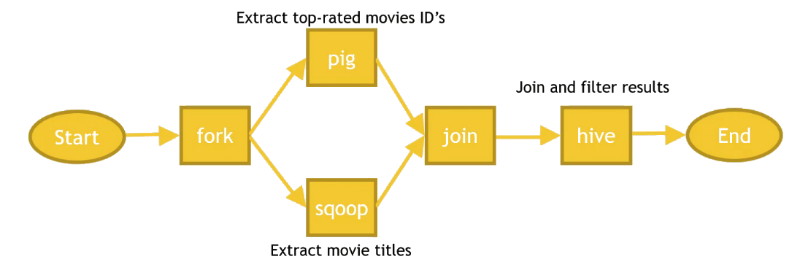 Extract top-rated movies ID's
pig
Join and filter results
Start
fork
join
hive
End
sqoop
Extract movie titles